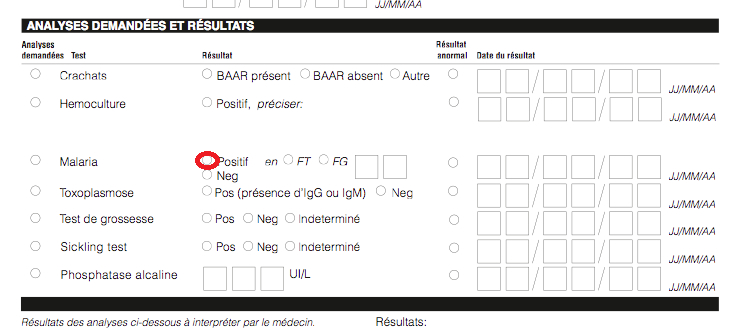 JJ/MM/AA
ANALYSES DEMANDÉES ET RÉSULTATS
Analyses demandées Test Résultat Résultat anormal Date du résultat
Crachats BAAR présent BAAR absent Autre JJ/MM/AA
Hemoculture Positif, préciser: JJ/MM/AA
Malaria Positif en FT FG JJ/MM/AA
Neg
Toxoplasmose Pos (présence d'IgG ou IgM) Neg JJ/MM/AA
Test de grossesse Pos Neg Indeterminé JJ/MM/AA
Sickling test Pos Neg Indeterminé JJ/MM/AA
Phosphatase alcaline UI/L JJ/MM/AA
Résultats des analyses ci-dessous à interpréter par le médecin. Résultats: